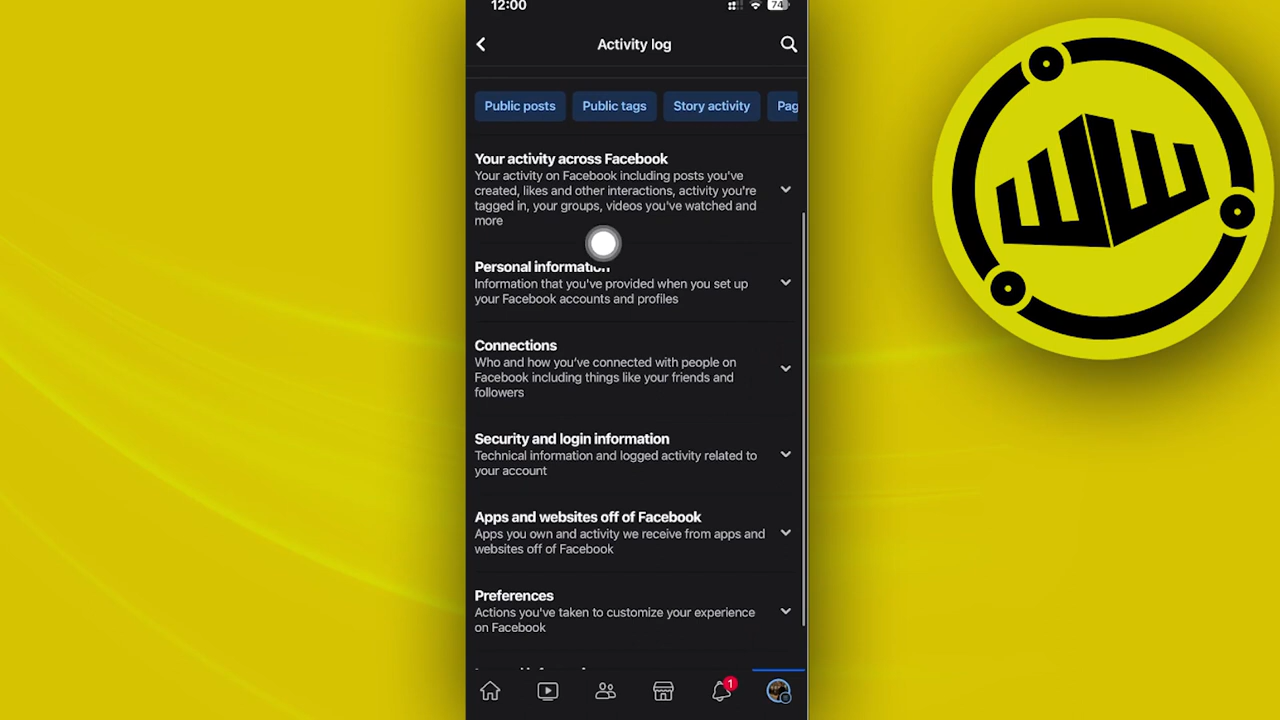 12:00
74
Activity log
Public posts
Public tags
Story activity
Pag
Your activity across Facebook
Your activity on Facebook including posts you've
created, likes and other interactions, activity you're
tagged in, your groups, videos you've watched and
more
Personal information
Information that you've provided when you set up
your Facebook accounts and profiles
Connections
Who and how you've connected with people on
Facebook including things like your friends and
followers
Security and login information
Technical information and logged activity related to
your account
Apps and websites off of Facebook
Apps you own and activity we receive from apps and
websites off of Facebook
Preferences
Actions you've taken to customize your experience
on Facebook
1